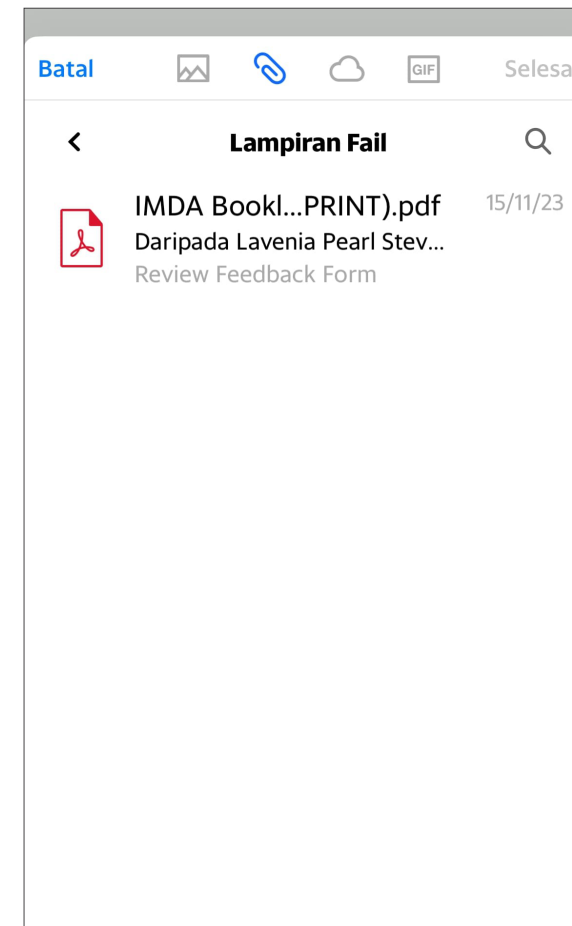 Batal GIF Selesa
Lampiran Fail
IMDA Bookl...PRINT).pdf 15/11/23
Daripada Lavenia Pearl Stev...
Review Feedback Form